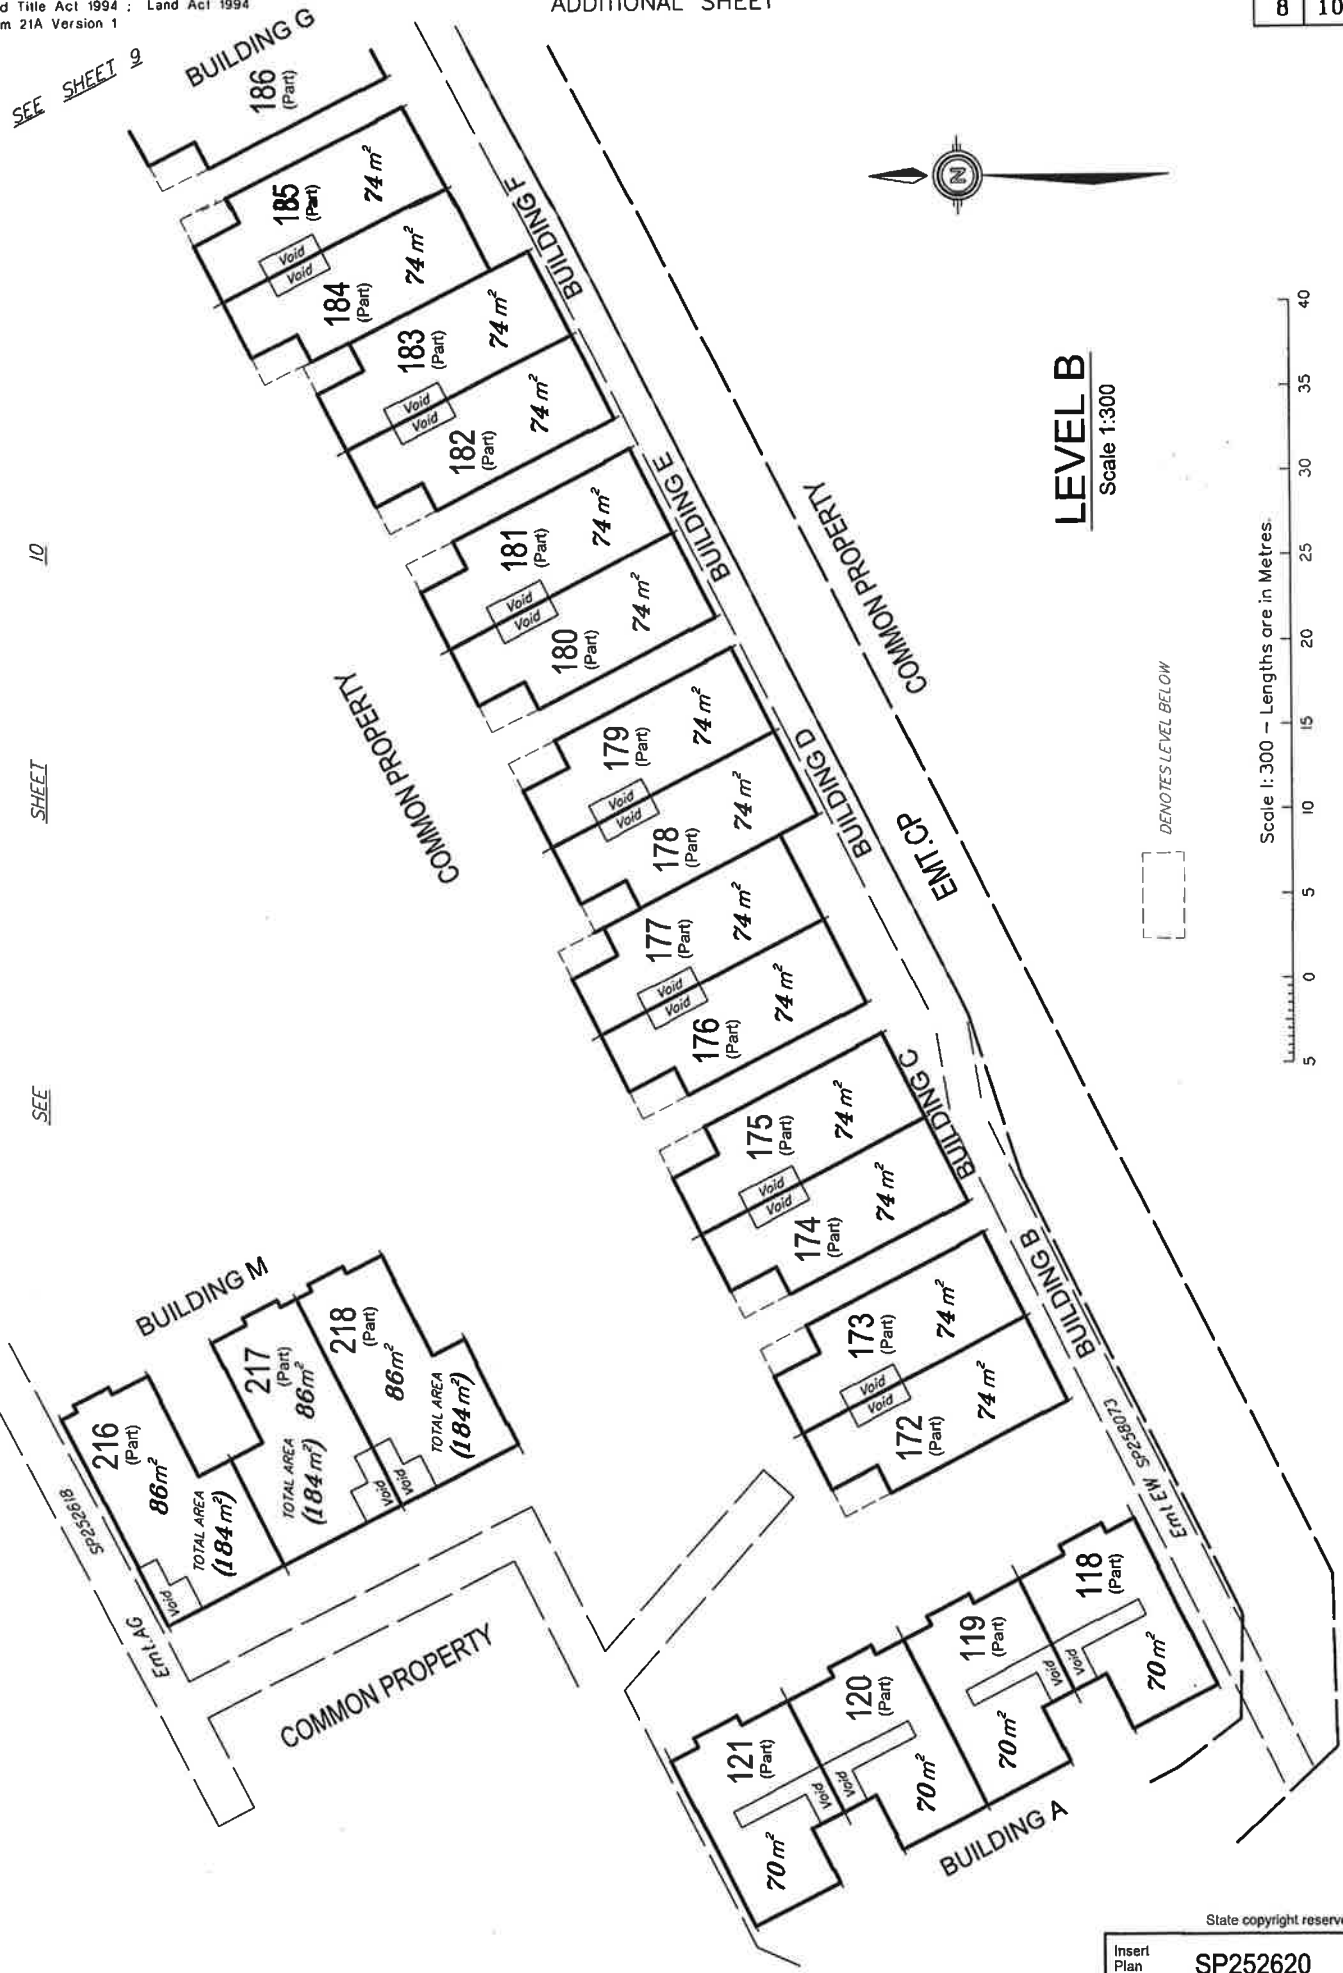 d Title Act 1994 ; Land Act 1994
m 21A Version 1
ADDITIONAL SHEET
8 10
SEE SHEET 9
BUILDING G
186
(Part)
185
(Part)
74 m²
Void
Void
184
(Part)
74 m²
BUILDING F
183
(Part)
74 m²
Void
Void
182
(Part)
74 m²
BUILDING E
181
(Part)
74 m²
Void
Void
180
(Part)
74 m²
BUILDING D
179
(Part)
74 m²
Void
Void
178
(Part)
74 m²
177
(Part)
74 m²
Void
Void
176
(Part)
74 m²
BUILDING C
175
(Part)
74 m²
Void
Void
174
(Part)
74 m²
BUILDING B
173
(Part)
74 m²
Void
Void
172
(Part)
74 m²
SEE SHEET 10
COMMON PROPERTY
COMMON PROPERTY
EMT.CP
N
LEVEL B
Scale 1:300
DENOTES LEVEL BELOW
Scale 1:300 – Lengths are in Metres.
5 0 5 10 15 20 25 30 35 40
BUILDING M
216
(Part)
86m²
TOTAL AREA
(184 m²)
Void
217
(Part)
86m²
TOTAL AREA
(184 m²)
Void
218
(Part)
86m²
TOTAL AREA
(184 m²)
Void
SP252618
Emt.AG
COMMON PROPERTY
Emt.EW SP258073
118
(Part)
70 m²
Void
119
(Part)
70 m²
Void
120
(Part)
70 m²
Void
121
(Part)
70 m²
Void
BUILDING A
State copyright reserve
Insert
Plan
SP252620